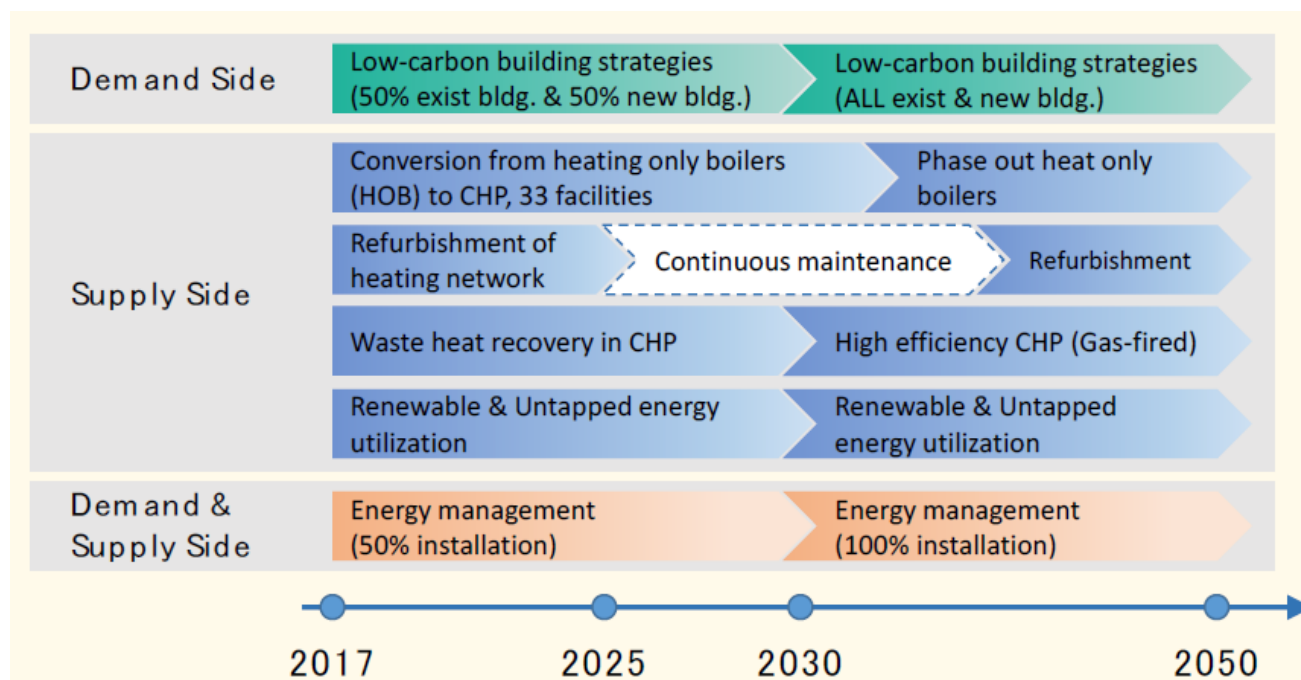 Demand Side
Low-carbon building strategies
(50% exist bldg. & 50% new bldg.)
Low-carbon building strategies
(ALL exist & new bldg.)
Supply Side
Conversion from heating only boilers
(HOB) to CHP, 33 facilities
Phase out heat only
boilers
Refurbishment of
heating network
Continuous maintenance
Refurbishment
Waste heat recovery in CHP
High efficiency CHP (Gas-fired)
Renewable & Untapped energy
utilization
Renewable & Untapped
energy utilization
Demand &
Supply Side
Energy management
(50% installation)
Energy management
(100% installation)
2017
2025
2030
2050